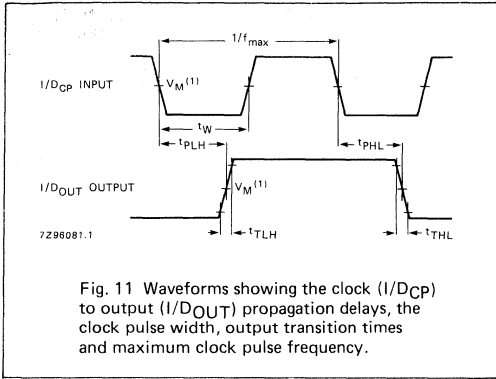 1/fmax
I/DCP INPUT
VM(1)
tW
tPLH
tPHL
I/DOUT OUTPUT
VM(1)
7Z96081.1
tTLH
tTHL
Fig. 11 Waveforms showing the clock (I/DCP)
to output (I/DOUT) propagation delays, the
clock pulse width, output transition times
and maximum clock pulse frequency.